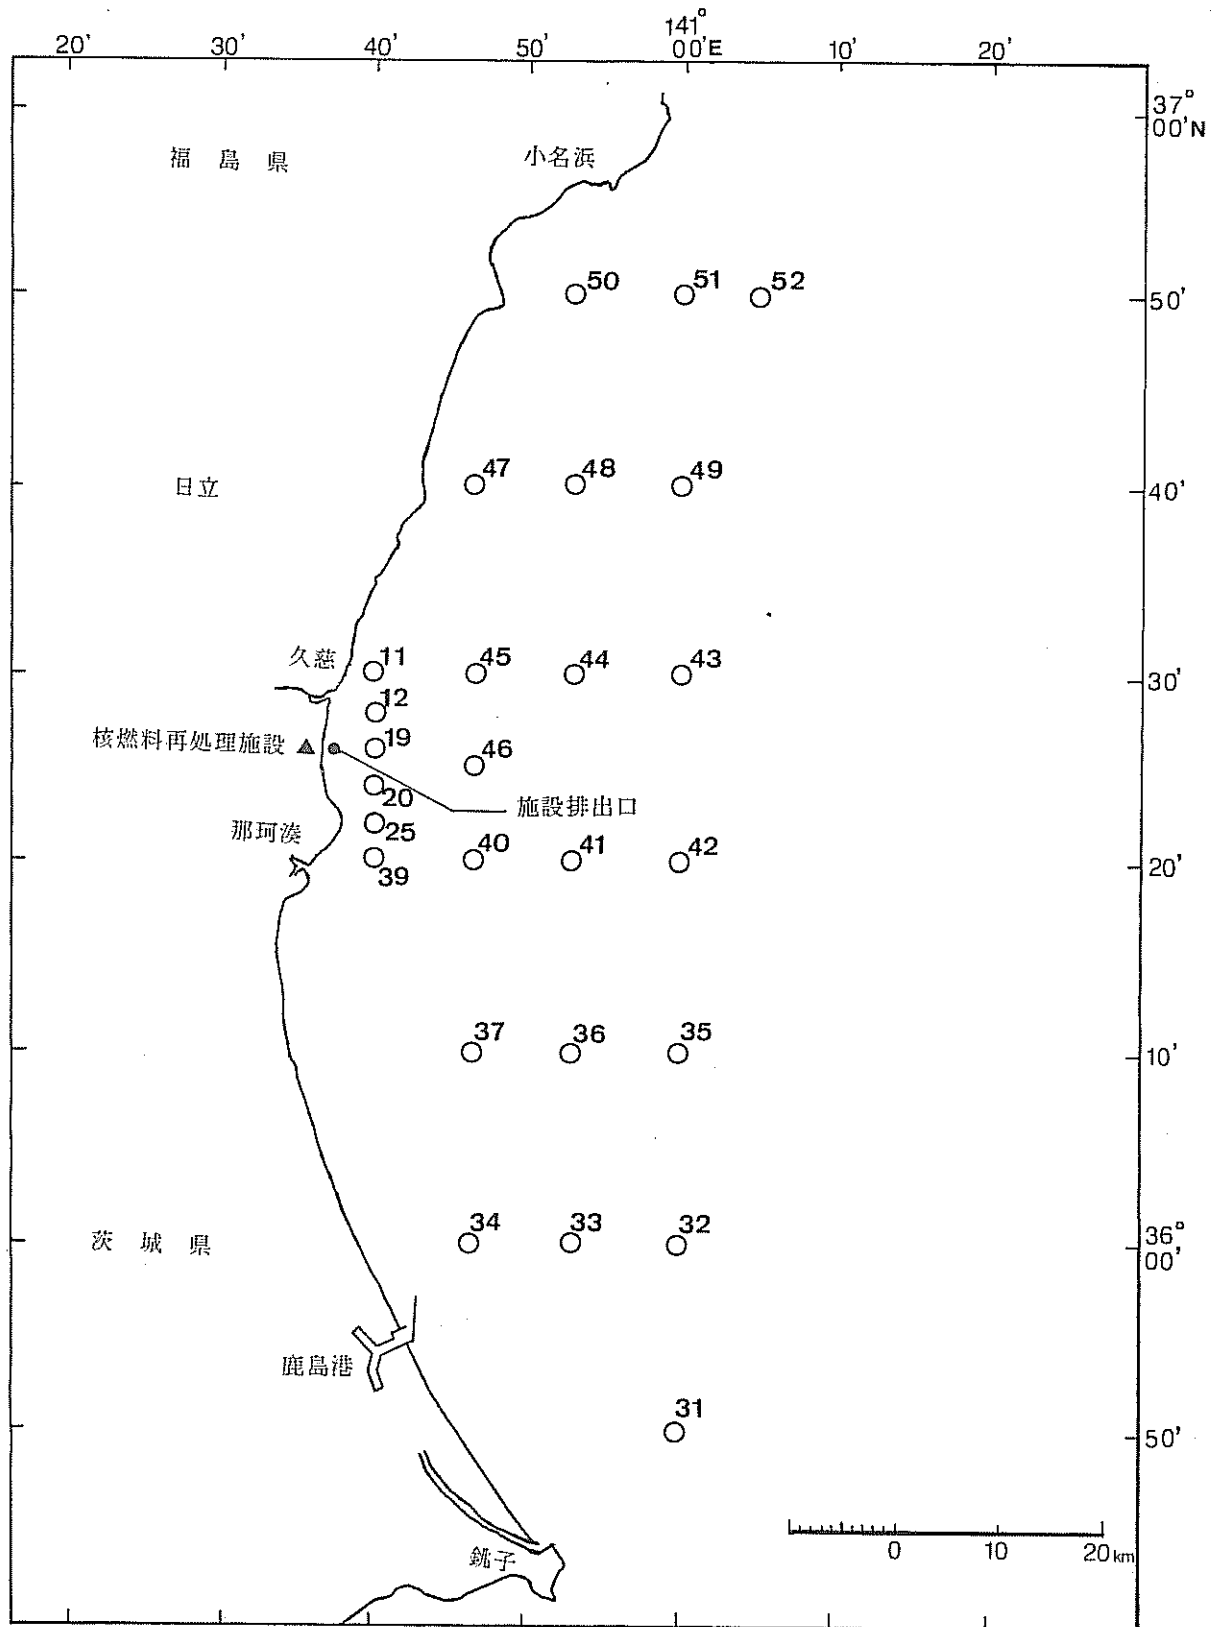 20' 30' 40' 50' 141° 00'E 10' 20'
37° 00'N
福島県 小名浜
50 51 52
50'
47 48 49
日立
40'
久慈 11 45 44 43
30'
12
核燃料再処理施設 19 46
20 施設排出口
那珂湊 25 40 41 42
39
20'
37 36 35
10'
34 33 32
茨城県
36° 00'
鹿島港
31
50'
銚子
0 10 20 km